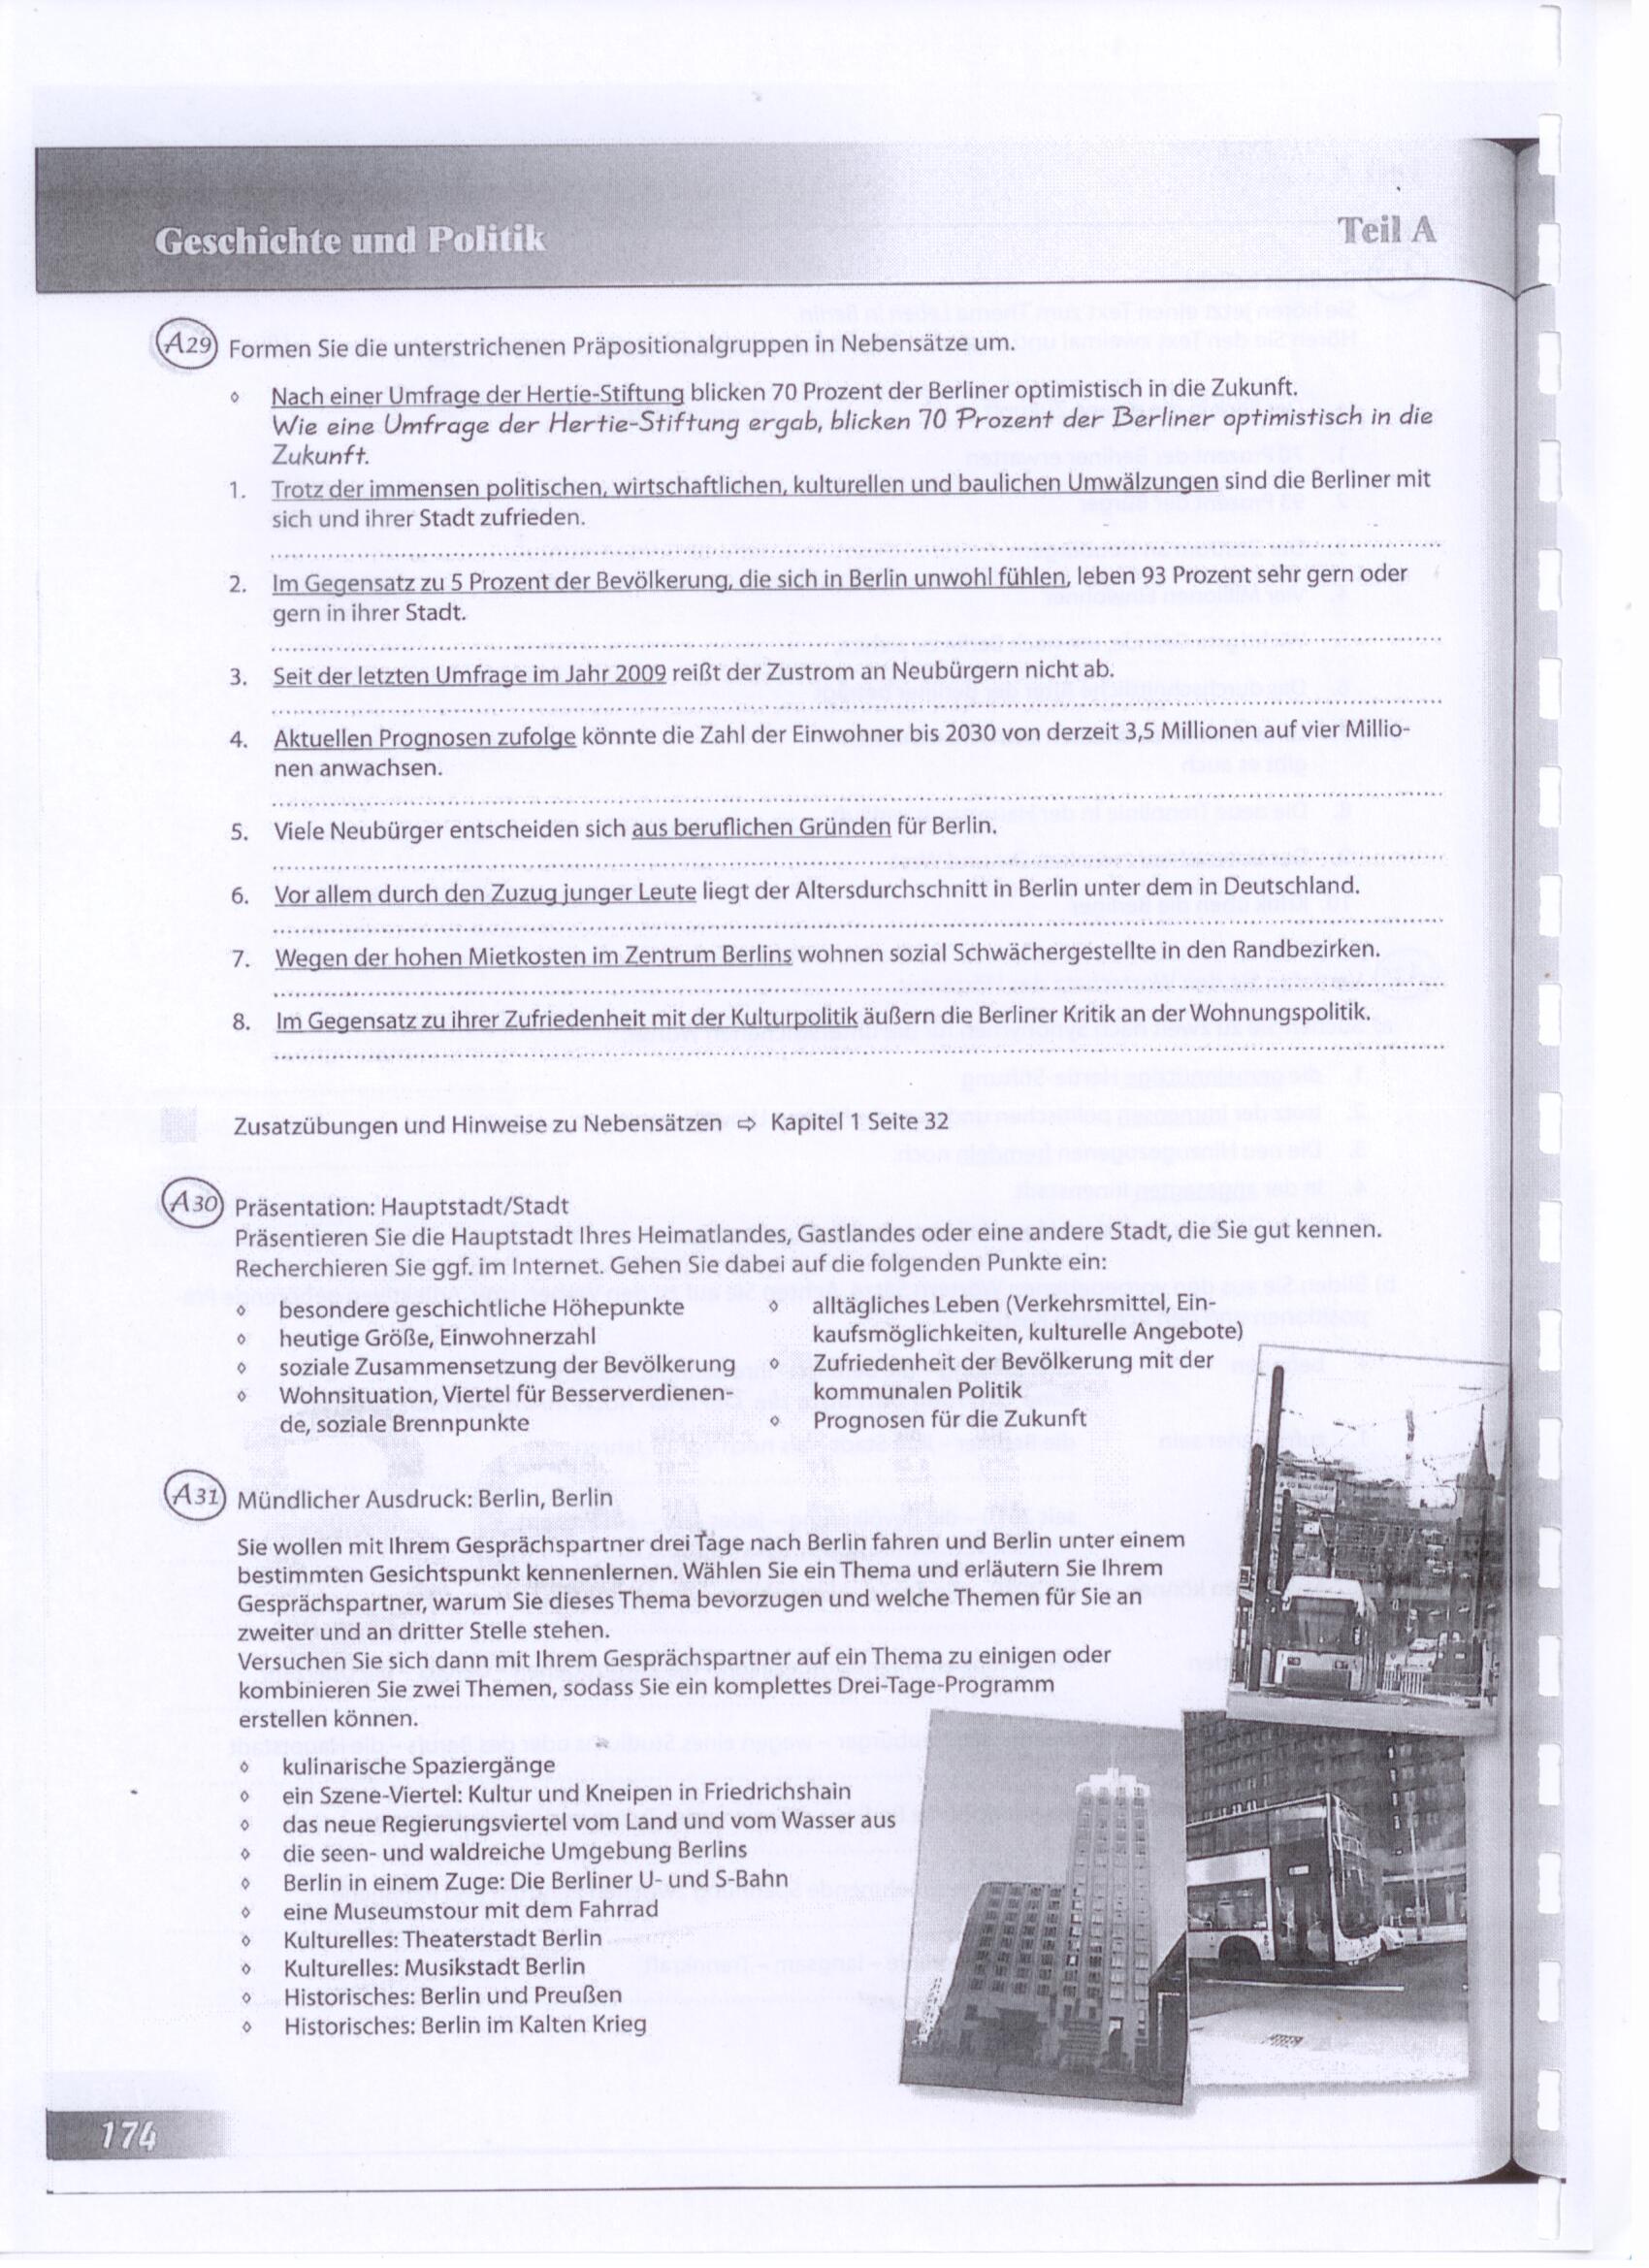 Geschichte und Politik
Teil A
A29 Formen Sie die unterstrichenen Präpositionalgruppen in Nebensätze um.
◊ Nach einer Umfrage der Hertie-Stiftung blicken 70 Prozent der Berliner optimistisch in die Zukunft.
Wie eine Umfrage der Hertie-Stiftung ergab, blicken 70 Prozent der Berliner optimistisch in die
Zukunft.
1. Trotz der immensen politischen, wirtschaftlichen, kulturellen und baulichen Umwälzungen sind die Berliner mit
sich und ihrer Stadt zufrieden.
2. Im Gegensatz zu 5 Prozent der Bevölkerung, die sich in Berlin unwohl fühlen, leben 93 Prozent sehr gern oder
gern in ihrer Stadt.
3. Seit der letzten Umfrage im Jahr 2009 reißt der Zustrom an Neubürgern nicht ab.
4. Aktuellen Prognosen zufolge könnte die Zahl der Einwohner bis 2030 von derzeit 3,5 Millionen auf vier Millio-
nen anwachsen.
5. Viele Neubürger entscheiden sich aus beruflichen Gründen für Berlin.
6. Vor allem durch den Zuzug junger Leute liegt der Altersdurchschnitt in Berlin unter dem in Deutschland.
7. Wegen der hohen Mietkosten im Zentrum Berlins wohnen sozial Schwächergestellte in den Randbezirken.
8. Im Gegensatz zu ihrer Zufriedenheit mit der Kulturpolitik äußern die Berliner Kritik an der Wohnungspolitik.
Zusatzübungen und Hinweise zu Nebensätzen ⇨ Kapitel 1 Seite 32
A30 Präsentation: Hauptstadt/Stadt
Präsentieren Sie die Hauptstadt Ihres Heimatlandes, Gastlandes oder eine andere Stadt, die Sie gut kennen.
Recherchieren Sie ggf. im Internet. Gehen Sie dabei auf die folgenden Punkte ein:
◊ besondere geschichtliche Höhepunkte
◊ heutige Größe, Einwohnerzahl
◊ soziale Zusammensetzung der Bevölkerung
◊ Wohnsituation, Viertel für Besserverdienen-
de, soziale Brennpunkte
◊ alltägliches Leben (Verkehrsmittel, Ein-
kaufsmöglichkeiten, kulturelle Angebote)
◊ Zufriedenheit der Bevölkerung mit der
kommunalen Politik
◊ Prognosen für die Zukunft
A31 Mündlicher Ausdruck: Berlin, Berlin
Sie wollen mit Ihrem Gesprächspartner drei Tage nach Berlin fahren und Berlin unter einem
bestimmten Gesichtspunkt kennenlernen. Wählen Sie ein Thema und erläutern Sie Ihrem
Gesprächspartner, warum Sie dieses Thema bevorzugen und welche Themen für Sie an
zweiter und an dritter Stelle stehen.
Versuchen Sie sich dann mit Ihrem Gesprächspartner auf ein Thema zu einigen oder
kombinieren Sie zwei Themen, sodass Sie ein komplettes Drei-Tage-Programm
erstellen können.
◊ kulinarische Spaziergänge
◊ ein Szene-Viertel: Kultur und Kneipen in Friedrichshain
◊ das neue Regierungsviertel vom Land und vom Wasser aus
◊ die seen- und waldreiche Umgebung Berlins
◊ Berlin in einem Zuge: Die Berliner U- und S-Bahn
◊ eine Museumstour mit dem Fahrrad
◊ Kulturelles: Theaterstadt Berlin
◊ Kulturelles: Musikstadt Berlin
◊ Historisches: Berlin und Preußen
◊ Historisches: Berlin im Kalten Krieg
174